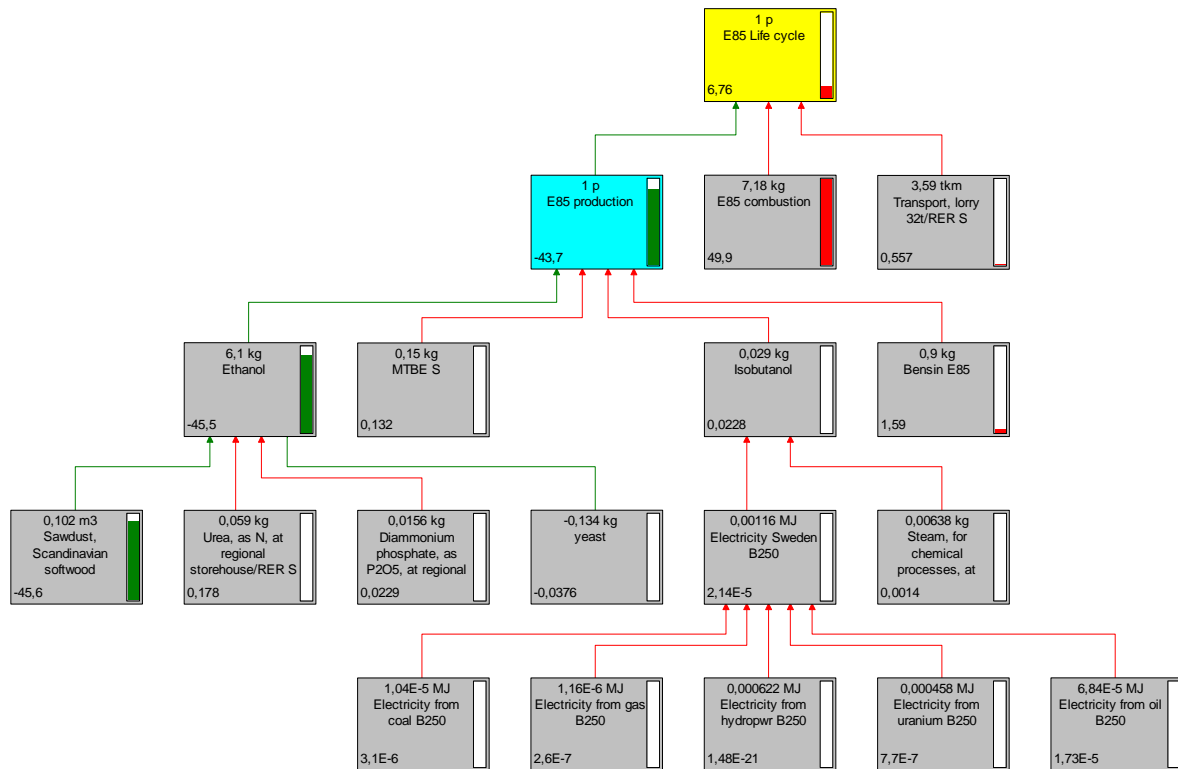 1 p
E85 Life cycle
6,76
1 p
E85 production
-43,7
7,18 kg
E85 combustion
49,9
3,59 tkm
Transport, lorry
32t/RER S
0,557
6,1 kg
Ethanol
-45,5
0,15 kg
MTBE S
0,132
0,029 kg
Isobutanol
0,0228
0,9 kg
Bensin E85
1,59
0,102 m3
Sawdust,
Scandinavian
softwood
-45,6
0,059 kg
Urea, as N, at
regional
storehouse/RER S
0,178
0,0156 kg
Diammonium
phosphate, as
P2O5, at regional
0,0229
-0,134 kg
yeast
-0,0376
0,00116 MJ
Electricity Sweden
B250
2,14E-5
0,00638 kg
Steam, for
chemical
processes, at
0,0014
1,04E-5 MJ
Electricity from
coal B250
3,1E-6
1,16E-6 MJ
Electricity from gas
B250
2,6E-7
0,000622 MJ
Electricity from
hydropwr B250
1,48E-21
0,000458 MJ
Electricity from
uranium B250
7,7E-7
6,84E-5 MJ
Electricity from oil
B250
1,73E-5